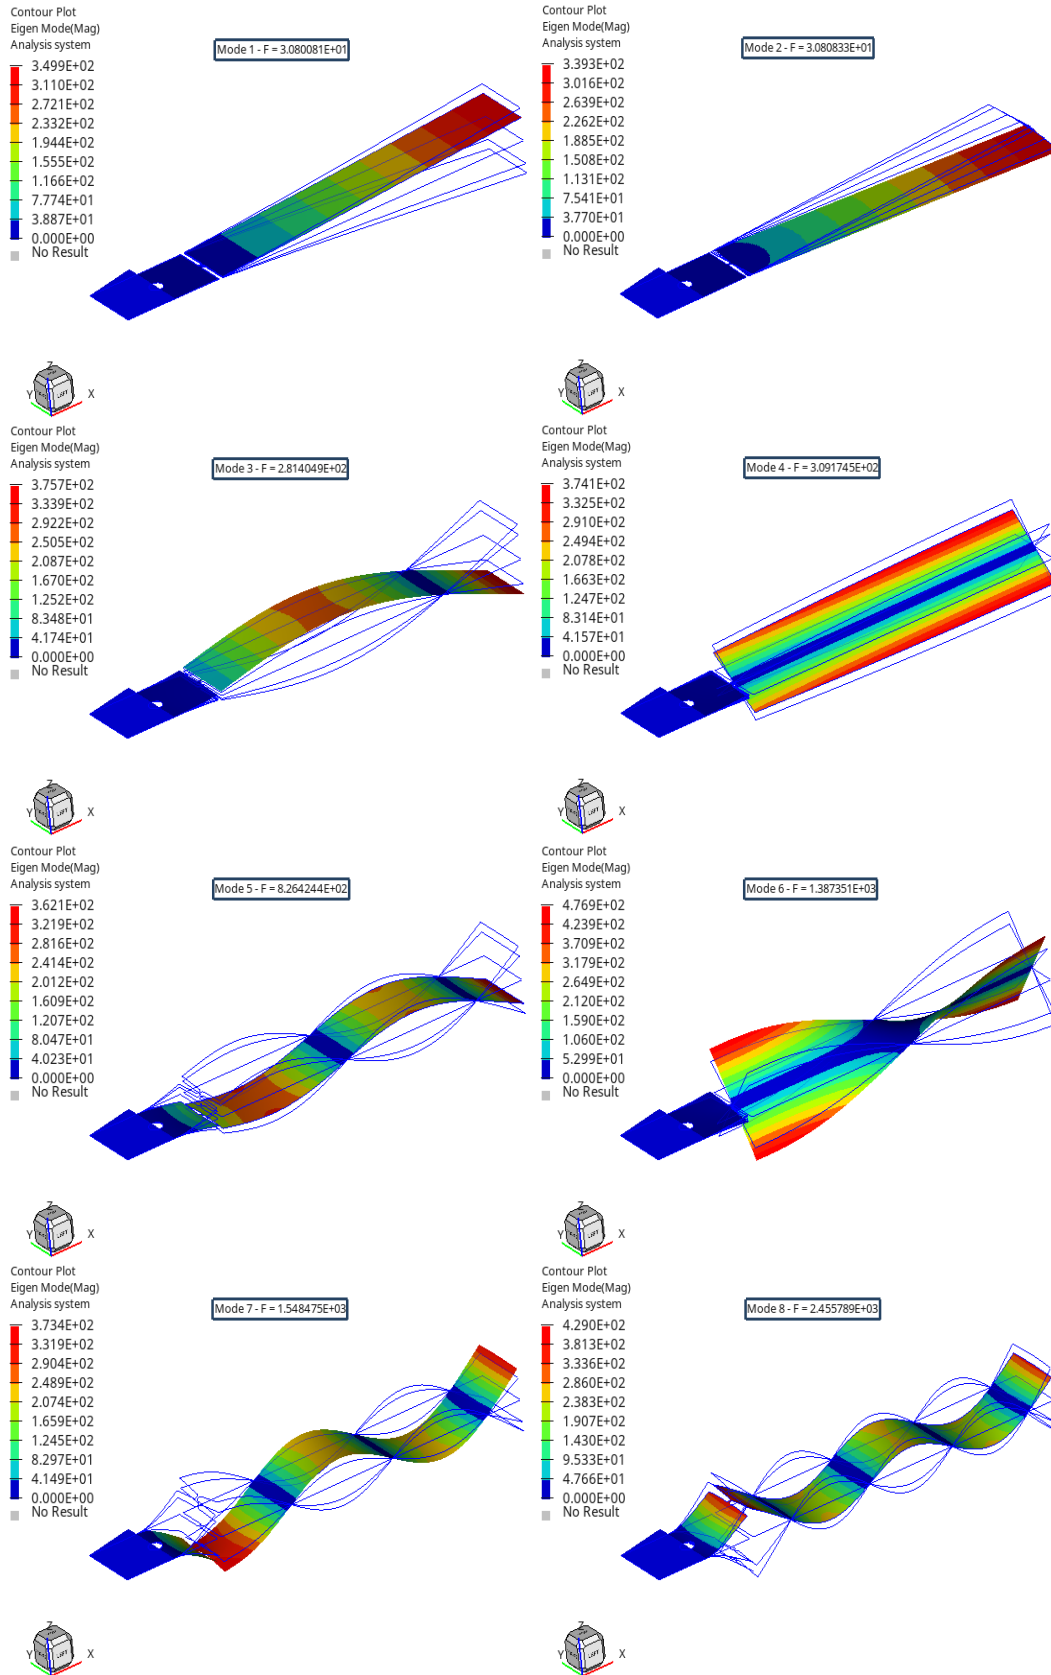 Contour Plot
Eigen Mode(Mag)
Analysis system
Mode 1 - F = 3.080081E+01
3.499E+02
3.110E+02
2.721E+02
2.332E+02
1.944E+02
1.555E+02
1.166E+02
7.774E+01
3.887E+01
0.000E+00
No Result
Z
Y
X
LEFT
Contour Plot
Eigen Mode(Mag)
Analysis system
Mode 2 - F = 3.080833E+01
3.393E+02
3.016E+02
2.639E+02
2.262E+02
1.885E+02
1.508E+02
1.131E+02
7.541E+01
3.770E+01
0.000E+00
No Result
Z
Y
X
LEFT
Contour Plot
Eigen Mode(Mag)
Analysis system
Mode 3 - F = 2.814049E+02
3.757E+02
3.339E+02
2.922E+02
2.505E+02
2.087E+02
1.670E+02
1.252E+02
8.348E+01
4.174E+01
0.000E+00
No Result
Z
Y
X
LEFT
Contour Plot
Eigen Mode(Mag)
Analysis system
Mode 4 - F = 3.091745E+02
3.741E+02
3.325E+02
2.910E+02
2.494E+02
2.078E+02
1.663E+02
1.247E+02
8.314E+01
4.157E+01
0.000E+00
No Result
Z
Y
X
LEFT
Contour Plot
Eigen Mode(Mag)
Analysis system
Mode 5 - F = 8.264244E+02
3.621E+02
3.219E+02
2.816E+02
2.414E+02
2.012E+02
1.609E+02
1.207E+02
8.047E+01
4.023E+01
0.000E+00
No Result
Z
Y
X
LEFT
Contour Plot
Eigen Mode(Mag)
Analysis system
Mode 6 - F = 1.387351E+03
4.769E+02
4.239E+02
3.709E+02
3.179E+02
2.649E+02
2.120E+02
1.590E+02
1.060E+02
5.299E+01
0.000E+00
No Result
Z
Y
X
LEFT
Contour Plot
Eigen Mode(Mag)
Analysis system
Mode 7 - F = 1.548475E+03
3.734E+02
3.319E+02
2.904E+02
2.489E+02
2.074E+02
1.659E+02
1.245E+02
8.297E+01
4.149E+01
0.000E+00
No Result
Z
Y
X
LEFT
Contour Plot
Eigen Mode(Mag)
Analysis system
Mode 8 - F = 2.455789E+03
4.290E+02
3.813E+02
3.336E+02
2.860E+02
2.383E+02
1.907E+02
1.430E+02
9.533E+01
4.766E+01
0.000E+00
No Result
Z
Y
X
LEFT